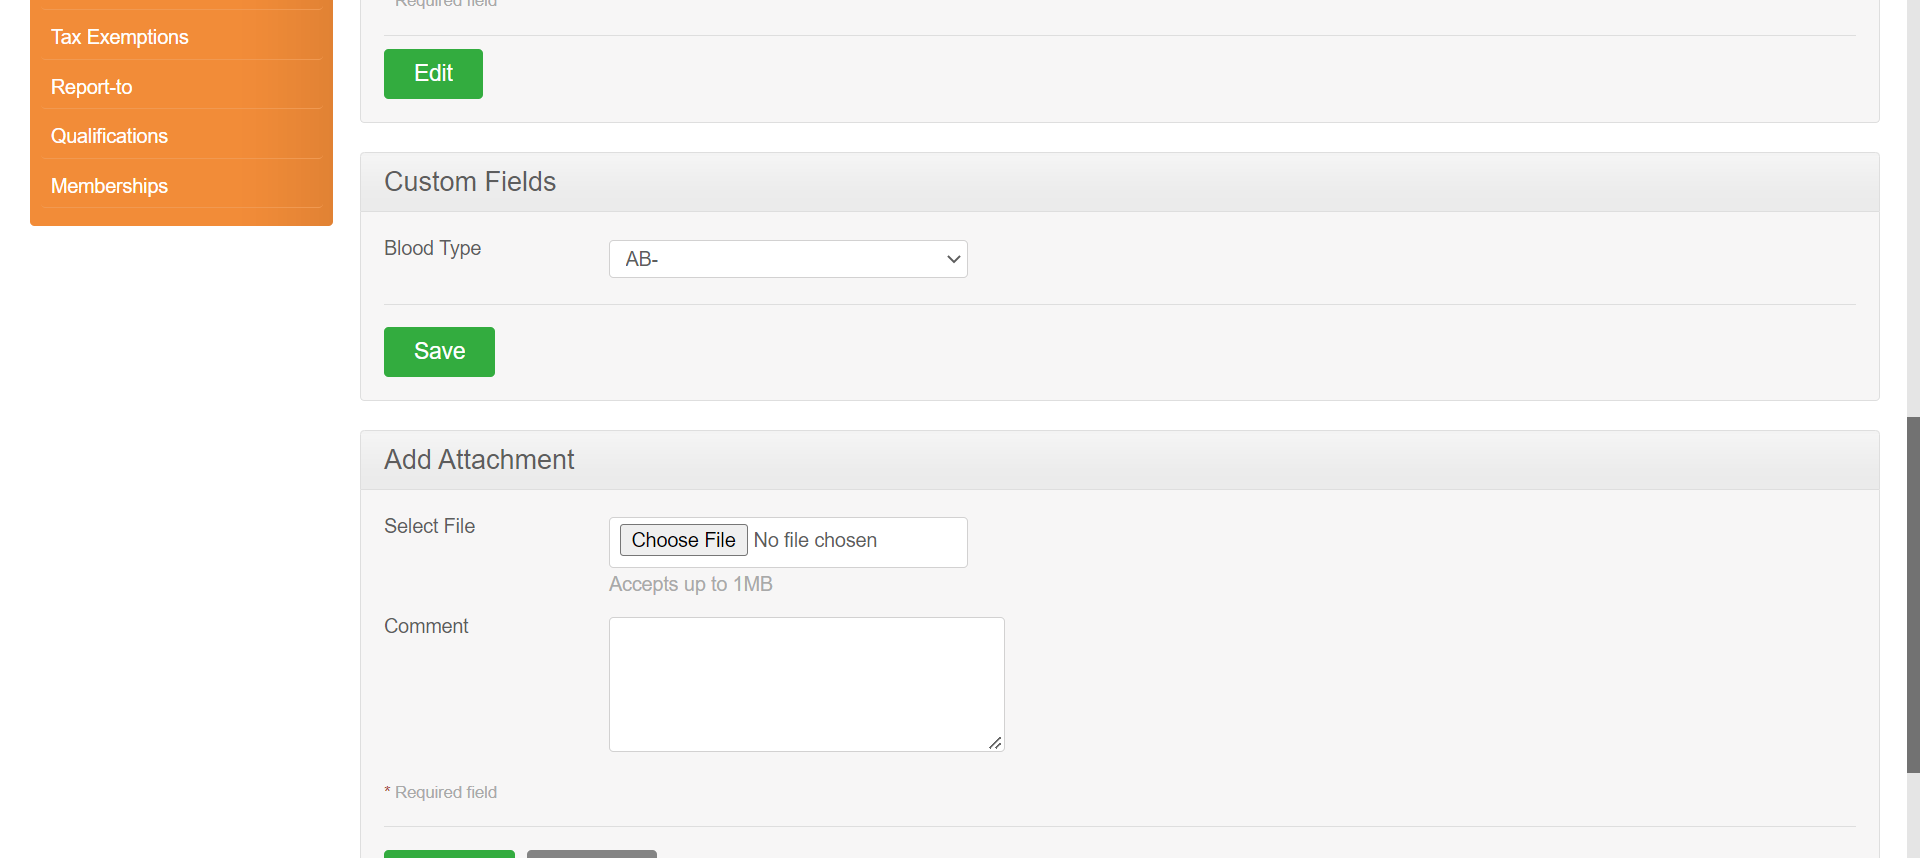 Tax Exemptions
Report-to
Qualifications
Memberships
Required field
Edit
Custom Fields
Blood Type
AB-
Save
Add Attachment
Select File
Choose File No file chosen
Accepts up to 1MB
Comment
* Required field